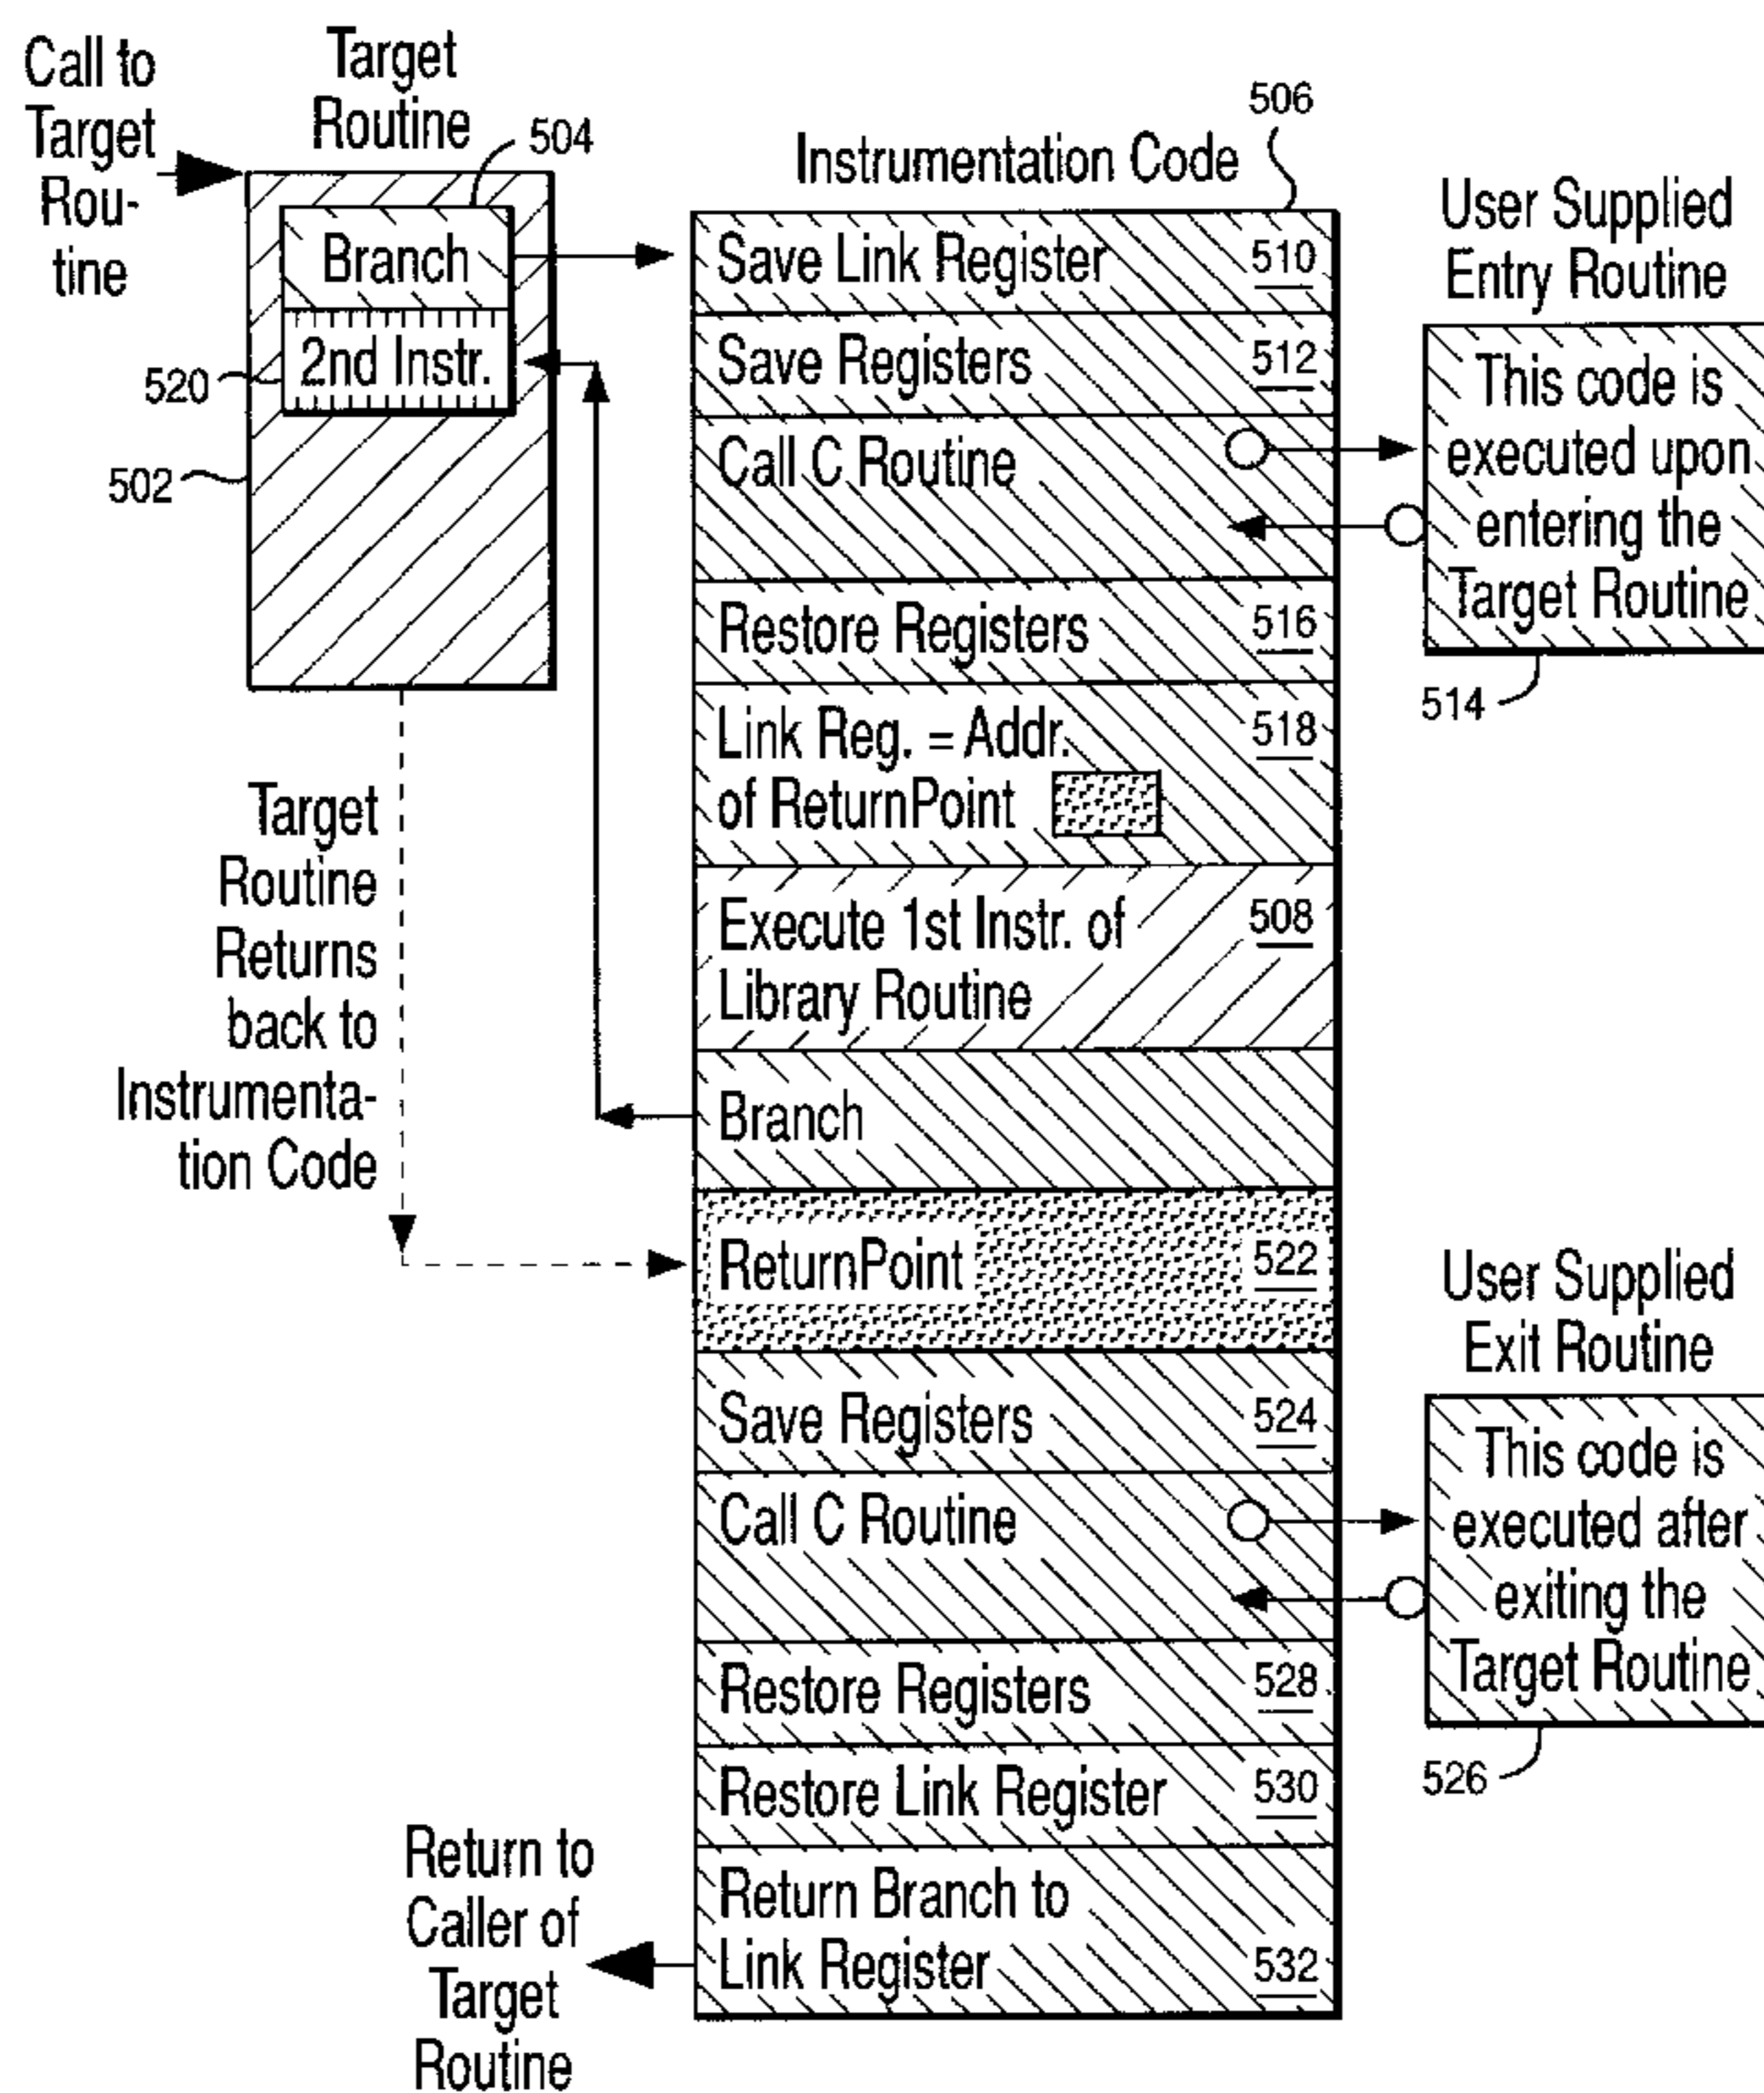 Call to
Target
Rou-
tine
Target
Routine
504
Branch
2nd Instr.
520
502
Target
Routine
Returns
back to
Instrumenta-
tion Code
506
Instrumentation Code
Save Link Register 510
Save Registers 512
Call C Routine
Restore Registers 516
Link Reg. = Addr. 518
of ReturnPoint
Execute 1st Instr. of 508
Library Routine
Branch
ReturnPoint 522
Save Registers 524
Call C Routine
Restore Registers 528
Restore Link Register 530
Return Branch to
Link Register 532
User Supplied
Entry Routine
This code is
executed upon
entering the
Target Routine
514
User Supplied
Exit Routine
This code is
executed after
exiting the
Target Routine
526
Return to
Caller of
Target
Routine